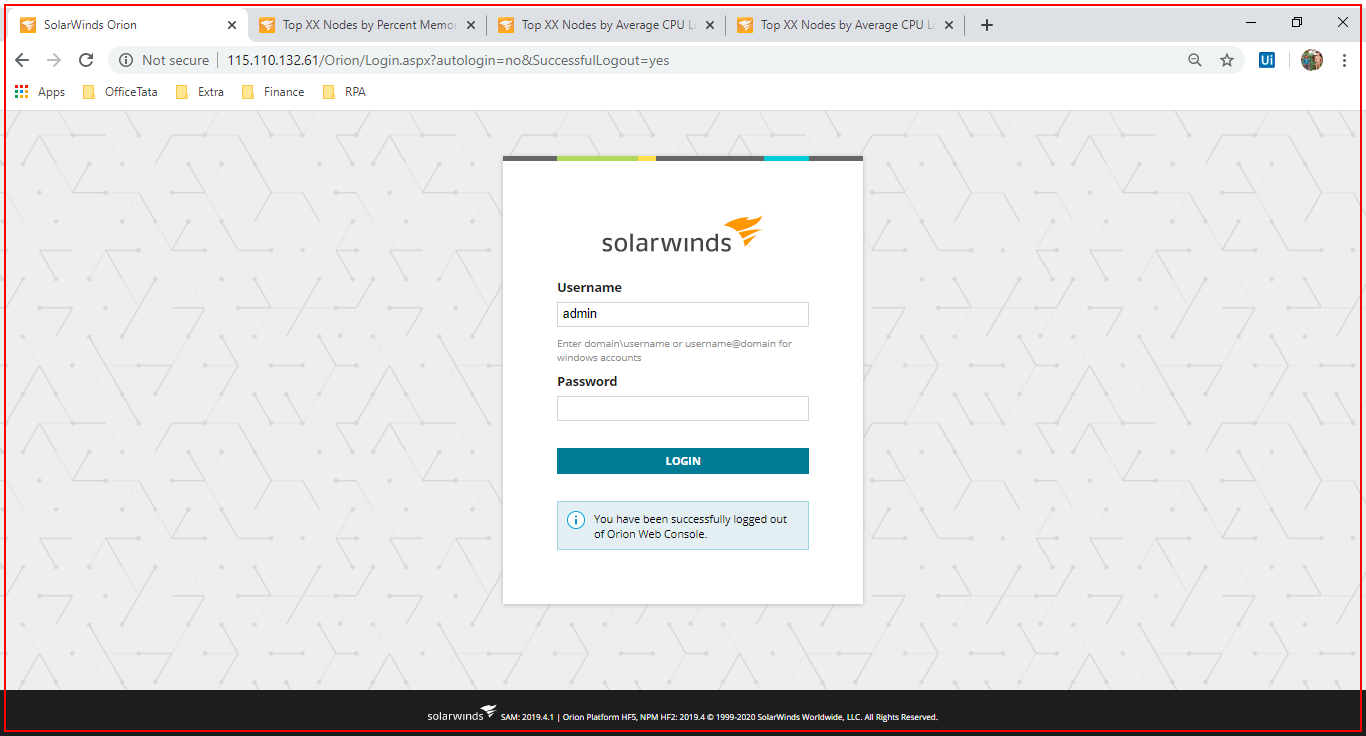 SolarWinds Orion
Top XX Nodes by Percent Memor
Top XX Nodes by Average CPU Lo
Top XX Nodes by Average CPU Lo
Not secure | 115.110.132.61/Orion/Login.aspx?autologin=no&SuccessfulLogout=yes
Ui
Apps OfficeTata Extra Finance RPA
solarwinds
Username
admin
Enter domain\username or username@domain for
windows accounts
Password
LOGIN
You have been successfully logged out
of Orion Web Console.
solarwinds SAM: 2019.4.1 | Orion Platform HF5, NPM HF2: 2019.4 © 1999-2020 SolarWinds Worldwide, LLC. All Rights Reserved.